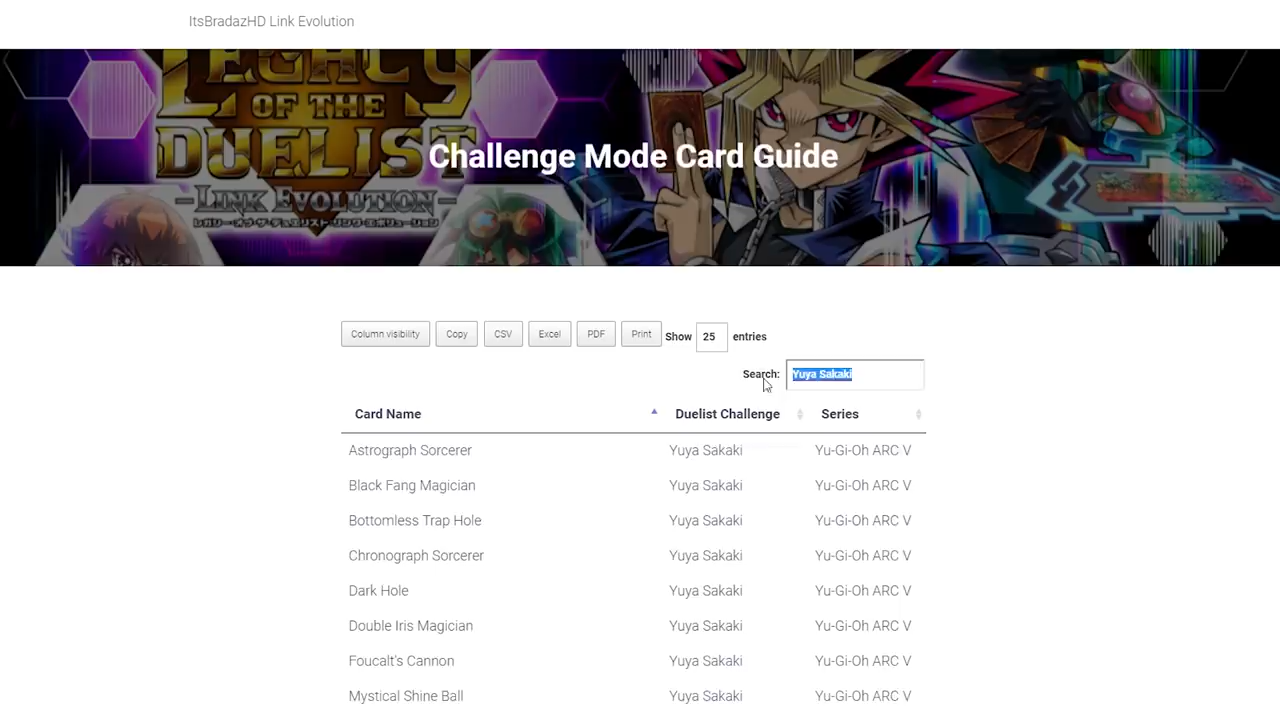 ItsBradazHD Link Evolution
LEGACY
OF THE
DUELIST
-LINK EVOLUTION-
Challenge Mode Card Guide
Column visibility Copy CSV Excel PDF Print Show 25 entries
Search: Yuya Sakaki
Card Name Duelist Challenge Series
Astrograph Sorcerer Yuya Sakaki Yu-Gi-Oh ARC V
Black Fang Magician Yuya Sakaki Yu-Gi-Oh ARC V
Bottomless Trap Hole Yuya Sakaki Yu-Gi-Oh ARC V
Chronograph Sorcerer Yuya Sakaki Yu-Gi-Oh ARC V
Dark Hole Yuya Sakaki Yu-Gi-Oh ARC V
Double Iris Magician Yuya Sakaki Yu-Gi-Oh ARC V
Foucalt's Cannon Yuya Sakaki Yu-Gi-Oh ARC V
Mystical Shine Ball Yuya Sakaki Yu-Gi-Oh ARC V